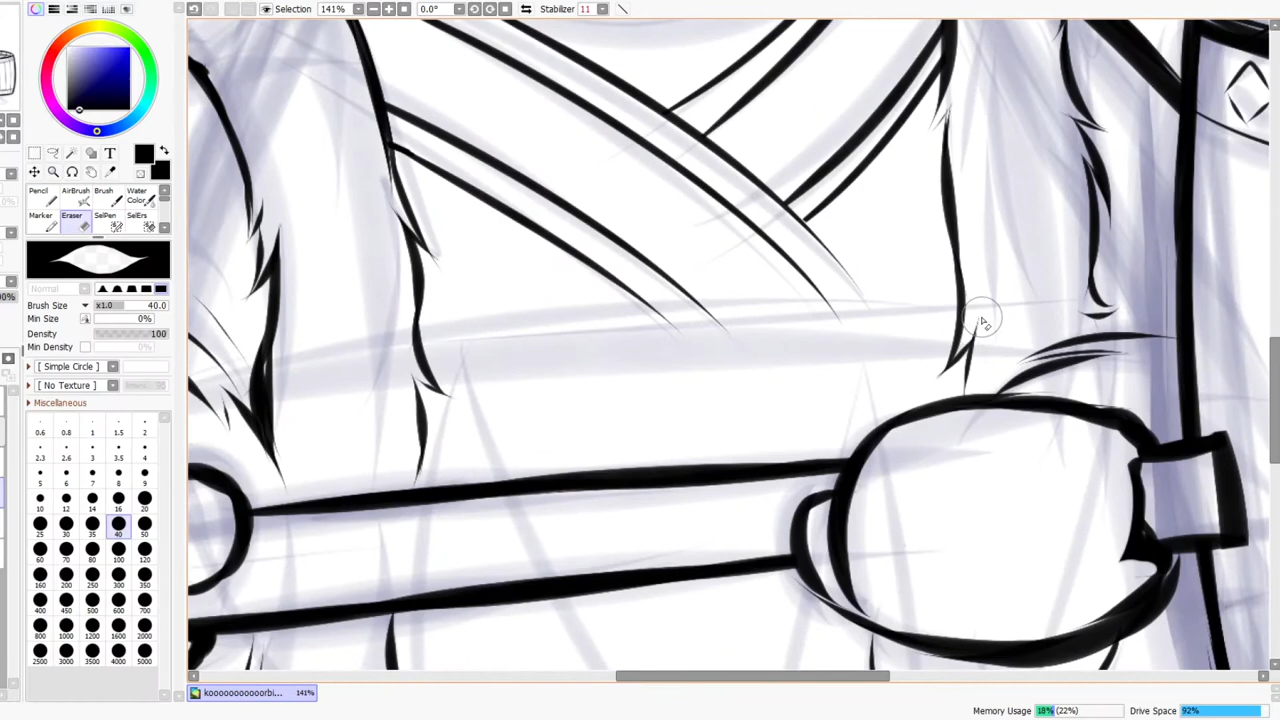 Selection 141% 0.0° Stabilizer 11
T
Pencil AirBrush Brush Water Color
Marker Eraser SelPen SelErs
Normal
Brush Size x1.0 40.0
Min Size 0%
Density 100
Min Density 0%
[ Simple Circle ]
[ No Texture ]
Miscellaneous
0.6 0.8 1 1.5 2
2.3 2.6 3 3.5 4
5 6 7 8 9
10 12 14 16 20
25 30 35 40 50
60 70 80 100 120
160 200 250 300 350
400 450 500 600 700
800 1000 1200 1600 2000
2500 3000 3500 4000 5000
kooooooooooorbi... 141%
Memory Usage 18% (22%) Drive Space 92%